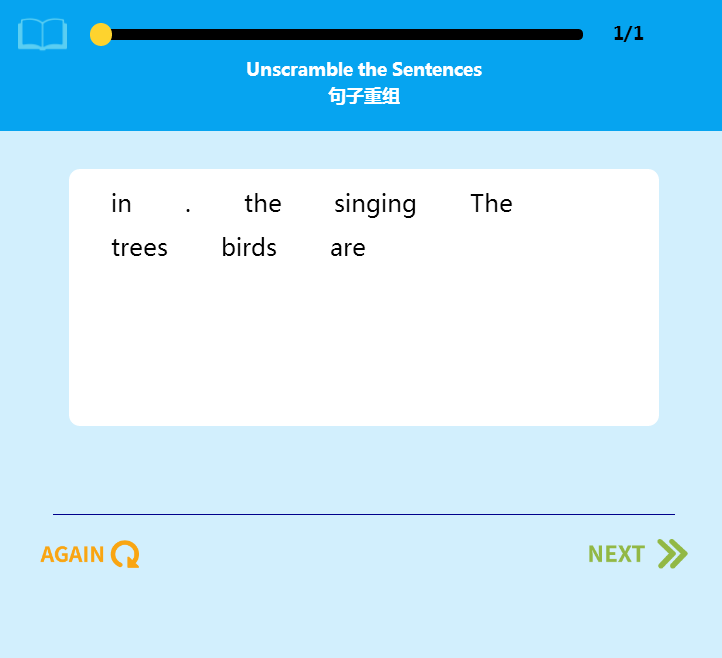 1/1
Unscramble the Sentences
句子重组
in . the singing The
trees birds are
AGAIN NEXT